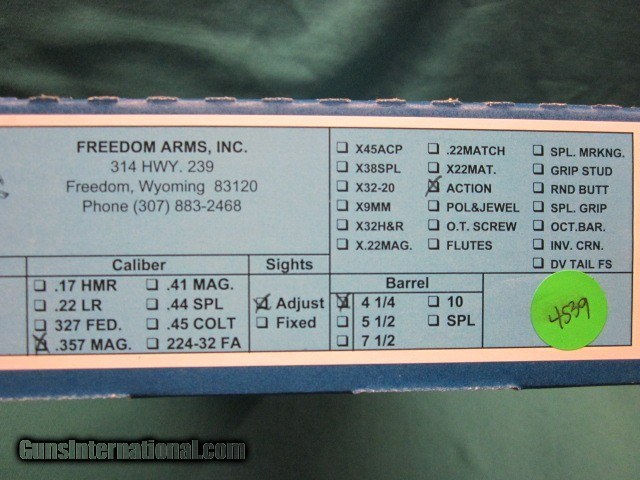 FREEDOM ARMS, INC.
314 HWY. 239
Freedom, Wyoming 83120
Phone (307) 883-2468
X45ACP .22MATCH SPL. MRKNG.
X38SPL X22MAT. GRIP STUD
X32-20 ACTION RND BUTT
X9MM POL&JEWEL SPL. GRIP
X32H&R O.T. SCREW OCT.BAR.
X.22MAG. FLUTES INV. CRN.
DV TAIL FS
Caliber Sights Barrel
.17 HMR .41 MAG.
.22 LR .44 SPL Adjust 4 1/4 10
327 FED. .45 COLT Fixed 5 1/2 SPL
.357 MAG. 224-32 FA 7 1/2
4539
GunsInternational.com